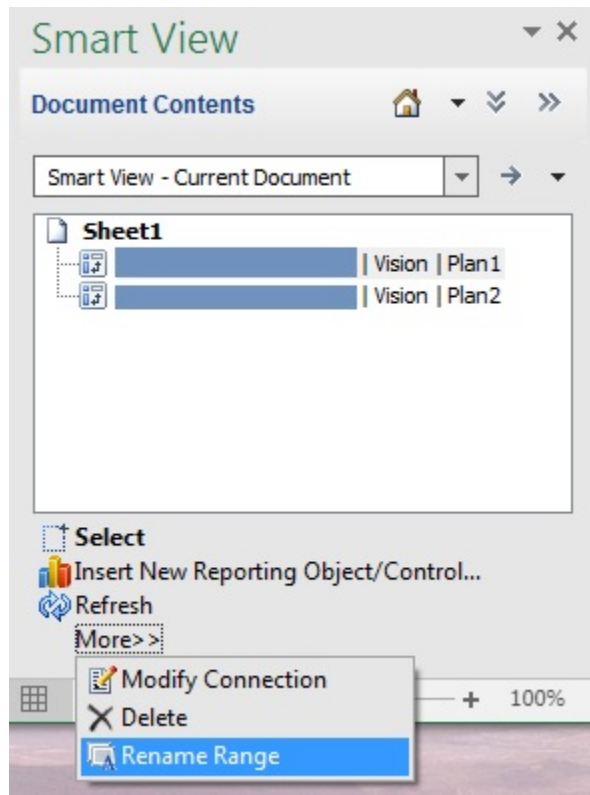 Smart View
Document Contents
Smart View - Current Document
Sheet1
| Vision | Plan1
| Vision | Plan2
Select
Insert New Reporting Object/Control...
Refresh
More>>
Modify Connection
100%
Delete
Rename Range